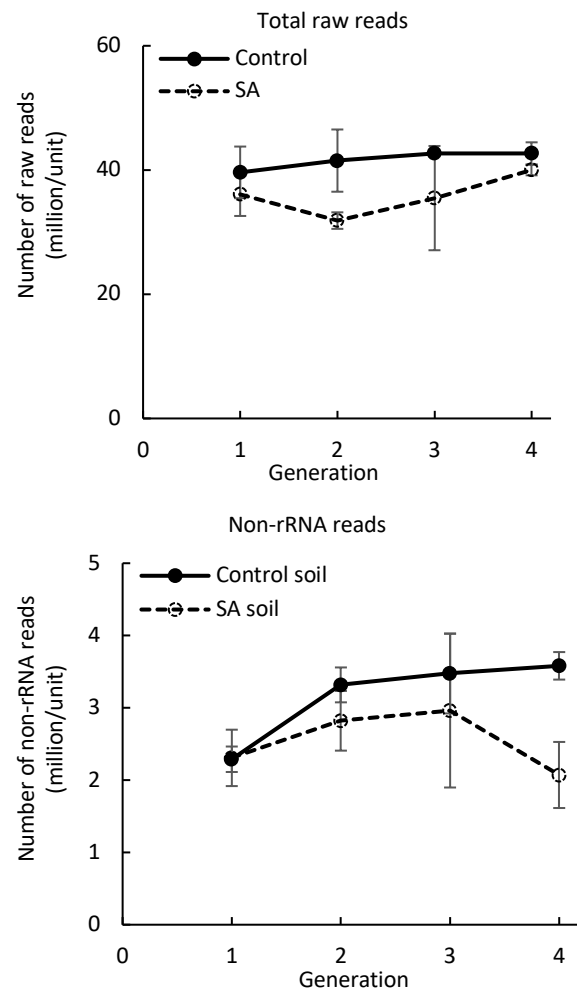 Total raw reads
Number of raw reads
(million/unit)
60
40
20
0
Control
SA
0 1 2 3 4
Generation
Non-rRNA reads
Number of non-rRNA reads
(million/unit)
5
4
3
2
1
0
Control soil
SA soil
0 1 2 3 4
Generation